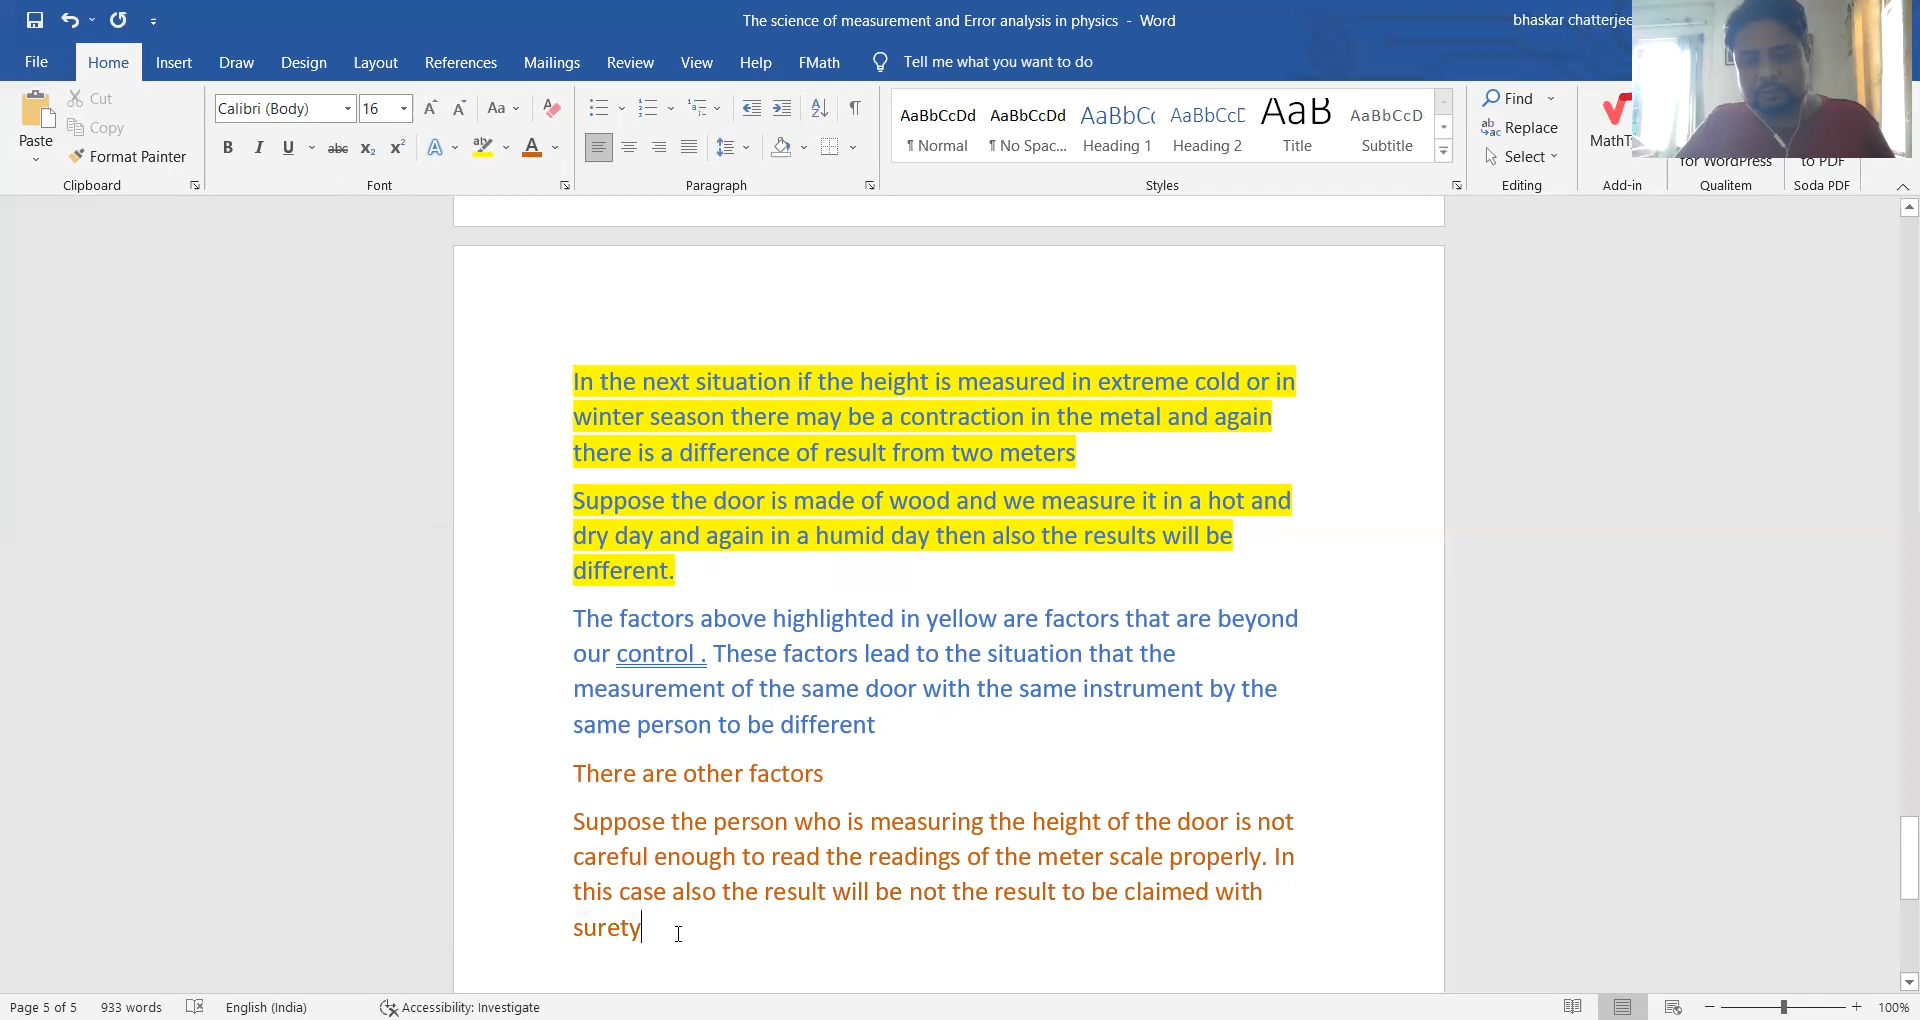 The science of measurement and Error analysis in physics - Word
bhaskar chatterjee
File Home Insert Draw Design Layout References Mailings Review View Help FMath Tell me what you want to do
Paste
Cut
Copy
Format Painter
Clipboard
Calibri (Body) 16
Aa
B I U abc x₂ x² A ab A
Font
Paragraph
AaBbCcDd AaBbCcDd AaBbCc AaBbCcD AaB AaBbCcD
¶ Normal ¶ No Spac... Heading 1 Heading 2 Title Subtitle
Styles
Find
Replace
Select
Editing
Add-in
for WordPress
Qualitem
to PDF
Soda PDF
In the next situation if the height is measured in extreme cold or in
winter season there may be a contraction in the metal and again
there is a difference of result from two meters
Suppose the door is made of wood and we measure it in a hot and
dry day and again in a humid day then also the results will be
different.
The factors above highlighted in yellow are factors that are beyond
our control . These factors lead to the situation that the
measurement of the same door with the same instrument by the
same person to be different
There are other factors
Suppose the person who is measuring the height of the door is not
careful enough to read the readings of the meter scale properly. In
this case also the result will be not the result to be claimed with
surety
Page 5 of 5 933 words English (India) Accessibility: Investigate 100%